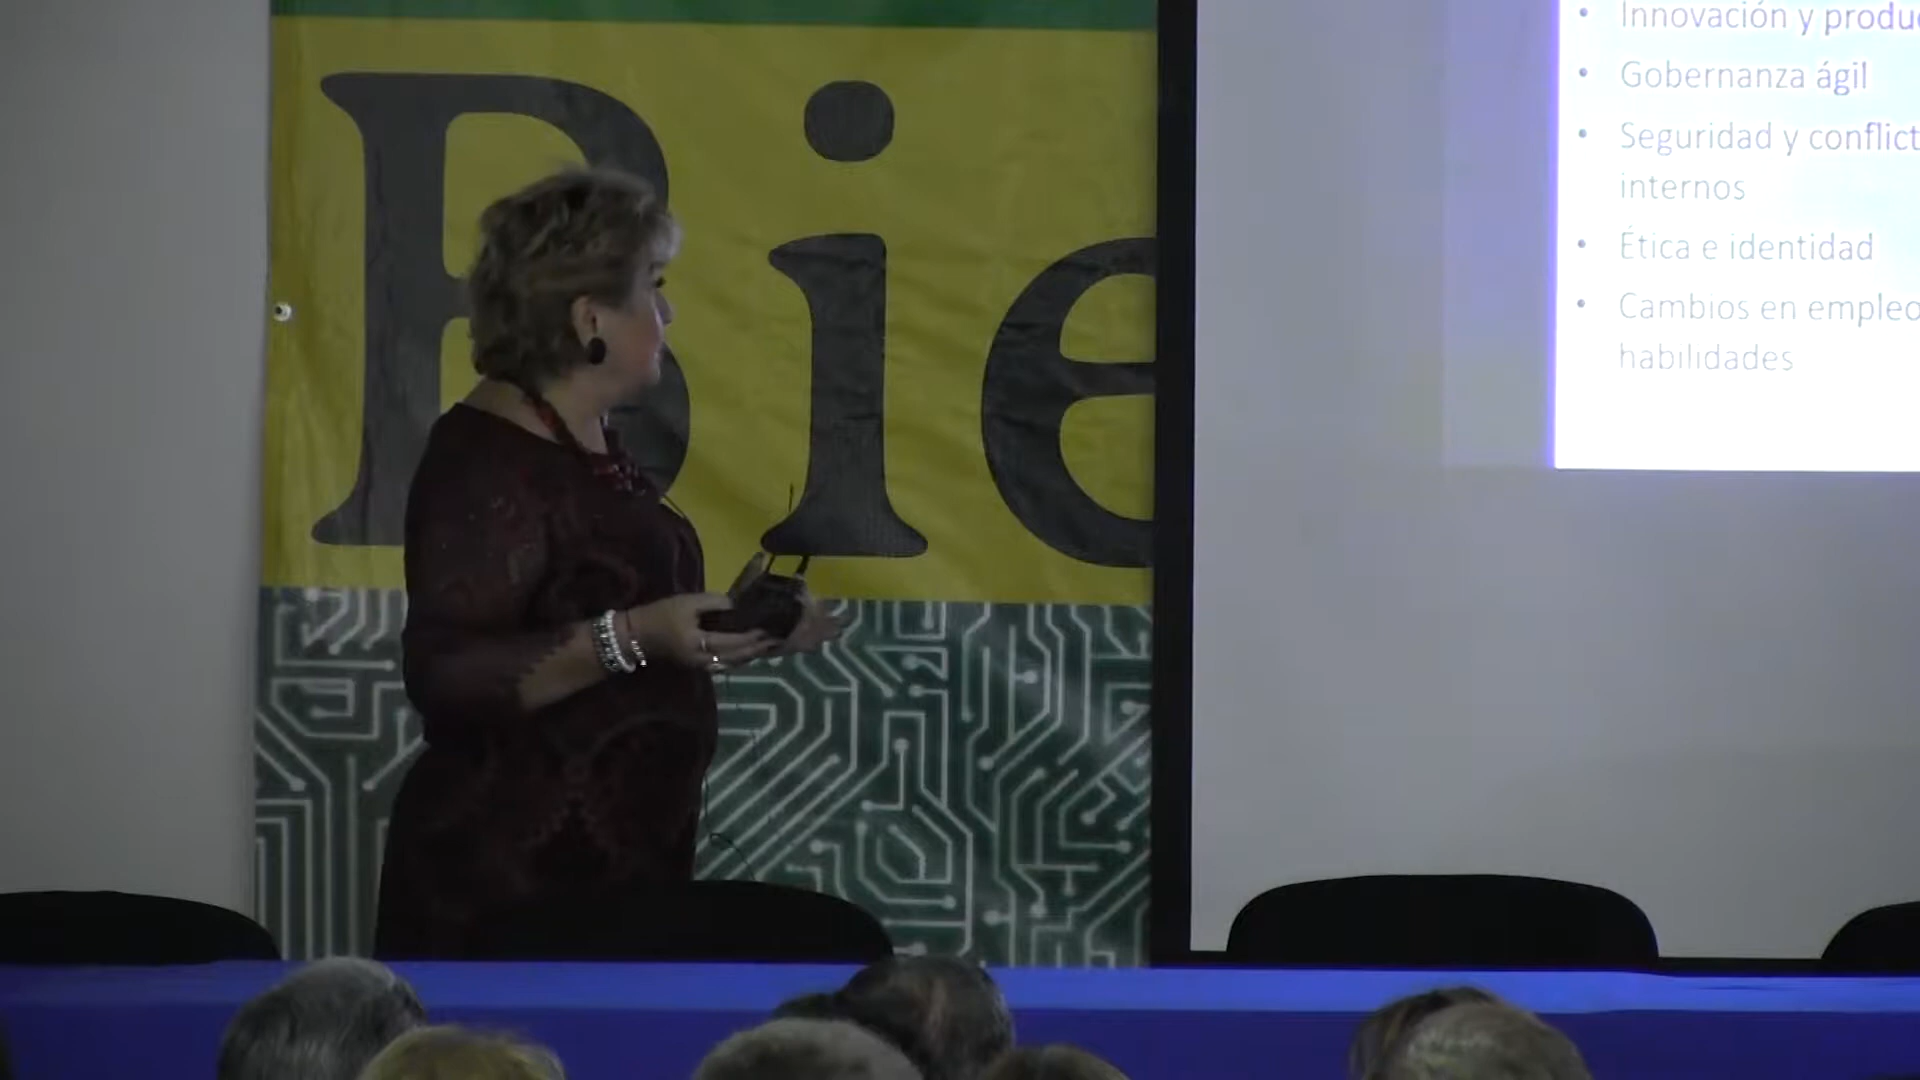 Bie
Innovación y produ
Gobernanza ágil
Seguridad y conflict
internos
Ética e identidad
Cambios en empleo
habilidades